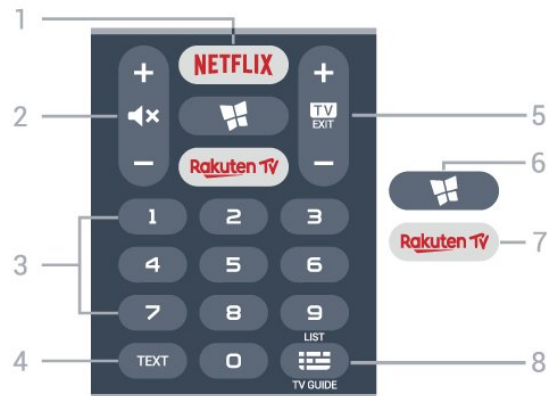 1
NETFLIX
+ +
2
TV
EXIT
5
- -
6
Rakuten TV
Rakuten TV
7
1 2 3
3
4 5 6
7 8 9
LIST
4
TEXT 0
8
TV GUIDE